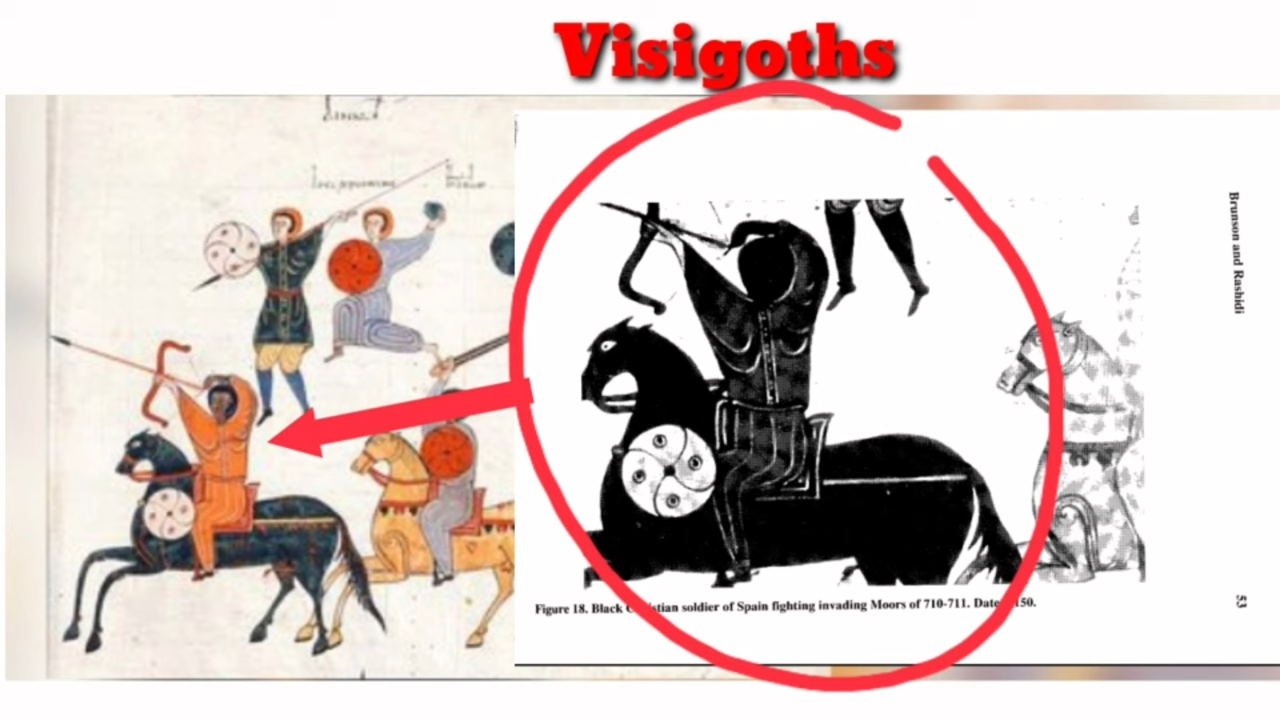 Visigoths
Brunson and Rashidi
Figure 18. Black Christian soldier of Spain fighting invading Moors of 710-711. Date 150.
53